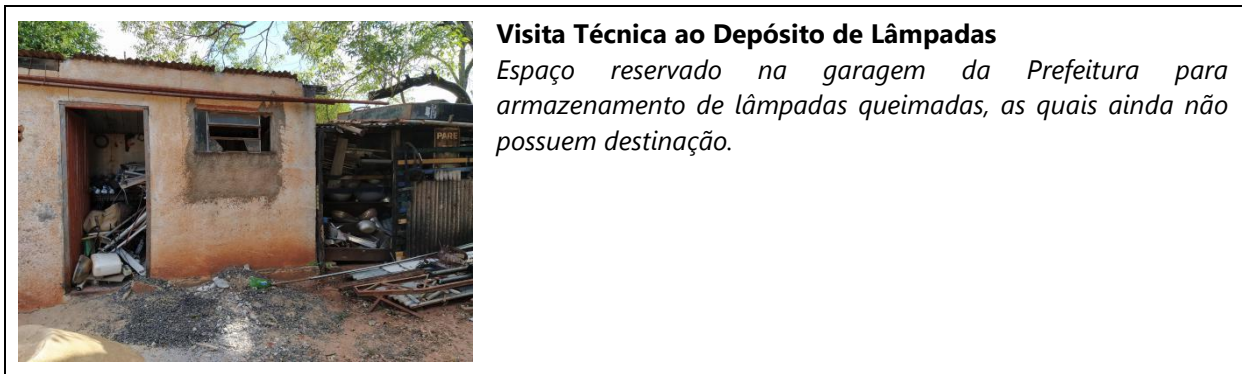 Visita Técnica ao Depósito de Lâmpadas
Espaço reservado na garagem da Prefeitura para
armazenamento de lâmpadas queimadas, as quais ainda não
possuem destinação.
PARE